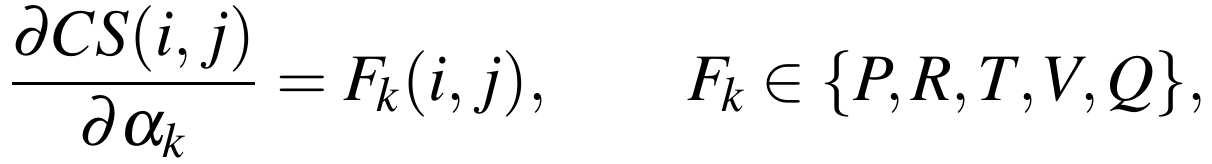 ∂CS(i, j)/∂α_k = F_k(i, j),   F_k ∈ {P, R, T, V, Q},